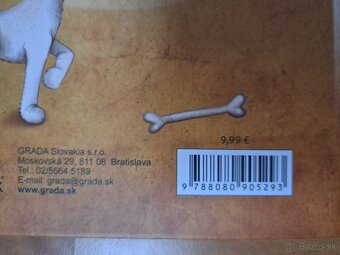 9,99 €
GRADA Slovakia s.r.o.
Moskovská 29, 811 08 Bratislava
Tel.: 02/5564 5189
E-mail: grada@grada.sk
www.grada.sk
9 788080 905293
© Bazos.sk